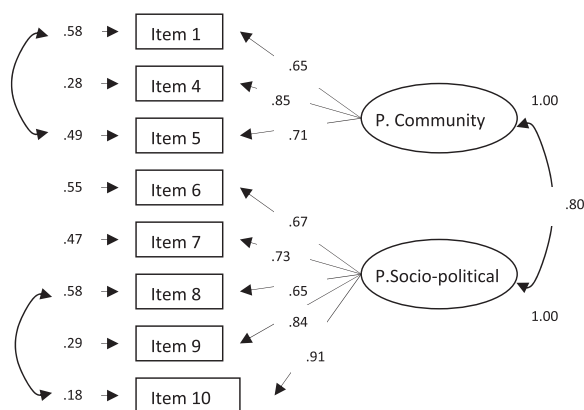 .58 Item 1
.65
.28 Item 4
.85
1.00
P. Community
.49 Item 5
.71
.55 Item 6
.80
.67
.47 Item 7
.73
P.Socio-political
.58 Item 8
.65
1.00
.84
.29 Item 9
.91
.18 Item 10